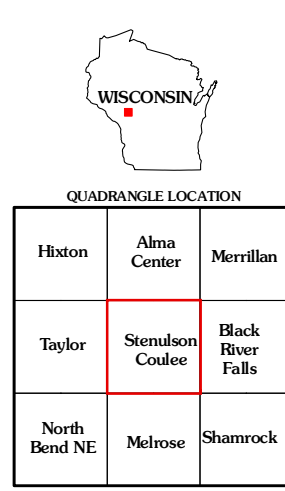 WISCONSIN
QUADRANGLE LOCATION
Hixton
Alma
Center
Merrillan
Taylor
Stenulson
Coulee
Black
River
Falls
North
Bend NE
Melrose
Shamrock